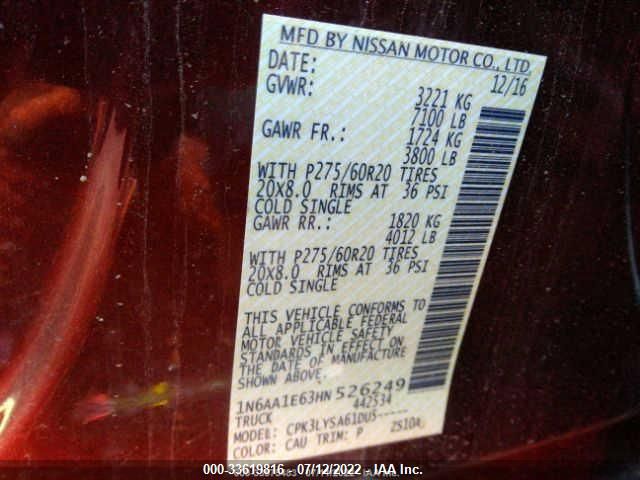 MFD BY NISSAN MOTOR CO., LTD.
DATE: 12/16
GVWR: 3221 KG
7100 LB
GAWR FR.: 1724 KG
3800 LB
WITH P275/60R20 TIRES
20X8.0 RIMS AT 36 PSI
COLD SINGLE
GAWR RR.: 1820 KG
4012 LB
WITH P275/60R20 TIRES
20X8.0 RIMS AT 36 PSI
COLD SINGLE
THIS VEHICLE CONFORMS TO
ALL APPLICABLE FEDERAL
MOTOR VEHICLE SAFETY
STANDARDS IN EFFECT ON
THE DATE OF MANUFACTURE
SHOWN ABOVE.
1N6AA1E63HN 526249
TRUCK 442534
MODEL: CPK3LYSA61DUS-----
COLOR: CAU TRIM: P 2510A
000-33619816 - 07/12/2022 - IAA Inc.